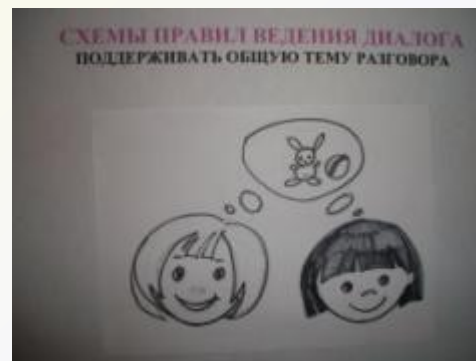 СХЕМЫ ПРАВИЛ ВЕДЕНИЯ ДИАЛОГА
ПОДДЕРЖИВАТЬ ОБЩУЮ ТЕМУ РАЗГОВОРА